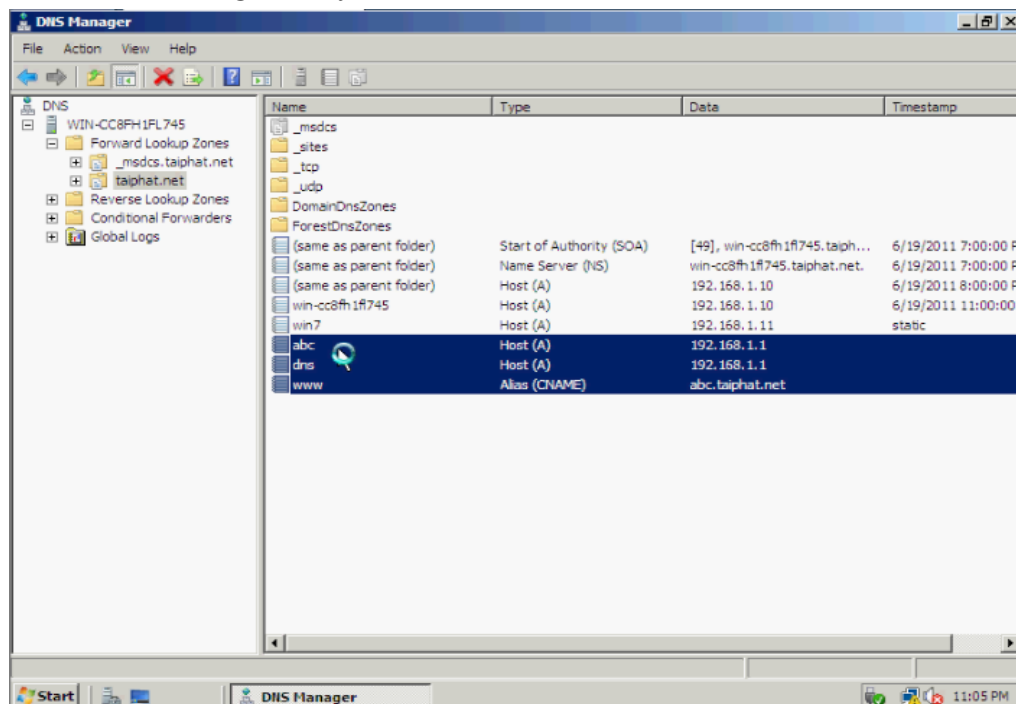 DNS Manager
File Action View Help
DNS
WIN-CC8FH1FL745
Forward Lookup Zones
_msdcs.taiphat.net
taiphat.net
Reverse Lookup Zones
Conditional Forwarders
Global Logs
Name Type Data Timestamp
_msdcs
_sites
_tcp
_udp
DomainDnsZones
ForestDnsZones
(same as parent folder) Start of Authority (SOA) [49], win-cc8fh1fl745.taiph... 6/19/2011 7:00:00 P
(same as parent folder) Name Server (NS) win-cc8fh1fl745.taiphat.net. 6/19/2011 7:00:00 P
(same as parent folder) Host (A) 192.168.1.10 6/19/2011 8:00:00 P
win-cc8fh1fl745 Host (A) 192.168.1.10 6/19/2011 11:00:00
win7 Host (A) 192.168.1.11 static
abc Host (A) 192.168.1.1
dns Host (A) 192.168.1.1
www Alias (CNAME) abc.taiphat.net
Start DNS Manager 11:05 PM